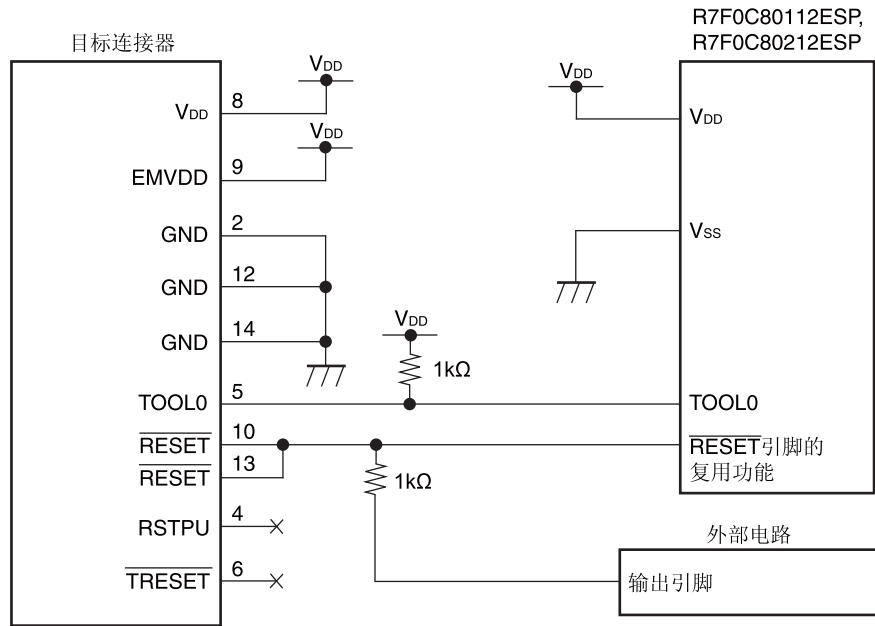 R7F0C80112ESP,
R7F0C80212ESP
目标连接器
VDD
8
VDD
VDD
EMVDD
9
GND
2
GND
12
GND
14
VDD
1kΩ
TOOL0
5
RESET
10
RESET
13
1kΩ
RSTPU
4
TRESET
6
VDD
VDD
VSS
TOOL0
RESET引脚的
复用功能
外部电路
输出引脚